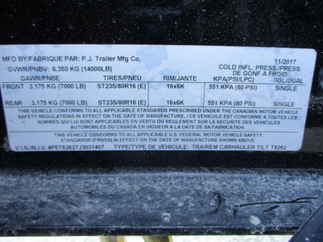 MFD BY/FABRIQUE PAR: P.J. Trailer Mfg Co. 11/2017
GVWR/PNBV: 6,350 KG (14000LB) COLD INFL. PRESS./PRESS. DE GONF A FROID
GAWR/PNBE TIRES/PNEU RIM/JANTE KPA(PSI/LPC)
FRONT 3,175 KG (7000 LB) ST235/80R16 (E) 16x6K 551 KPA (80 PSI) SINGLE
REAR 3,175 KG (7000 LB) ST235/80R16 (E) 16x6K 551 KPA (80 PSI) SINGLE
THIS VEHICLE CONFORMS TO ALL APPLICABLE STANDARDS PRESCRIBED UNDER THE CANADIAN MOTOR VEHICLE
SAFETY REGULATIONS IN EFFECT ON THE DATE OF MANUFACTURE
AUTOMOBILES DU CANADA EN VIGUEUR A LA DATE DE SA FABRICATION
THIS VEHICLE CONFORMS TO ALL APPLICABLE U.S. FEDERAL MOTOR VEHICLE SAFETY
STANDARDS IN EFFECT ON THE DATE OF MANUFACTURE SHOWN ABOVE.
TYPE/TYPE DE VEHICULE: TRA/REM CARHAULER TILT